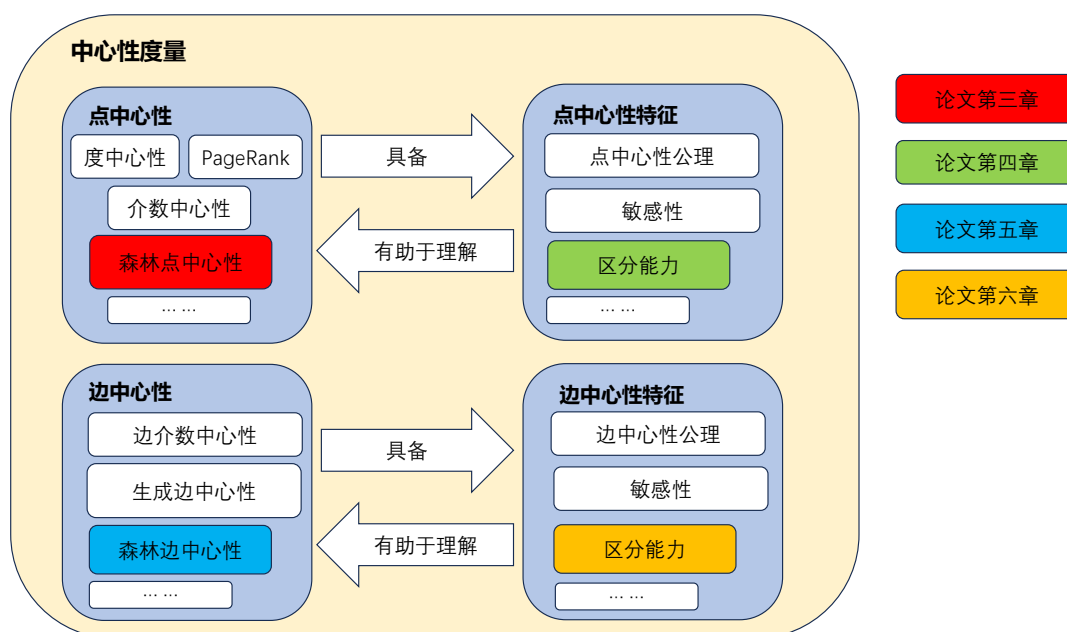 中心性度量
点中心性
度中心性
PageRank
介数中心性
森林点中心性
... ...
具备
有助于理解
点中心性特征
点中心性公理
敏感性
区分能力
... ...
边中心性
边介数中心性
生成边中心性
森林边中心性
... ...
具备
有助于理解
边中心性特征
边中心性公理
敏感性
区分能力
... ...
论文第三章
论文第四章
论文第五章
论文第六章